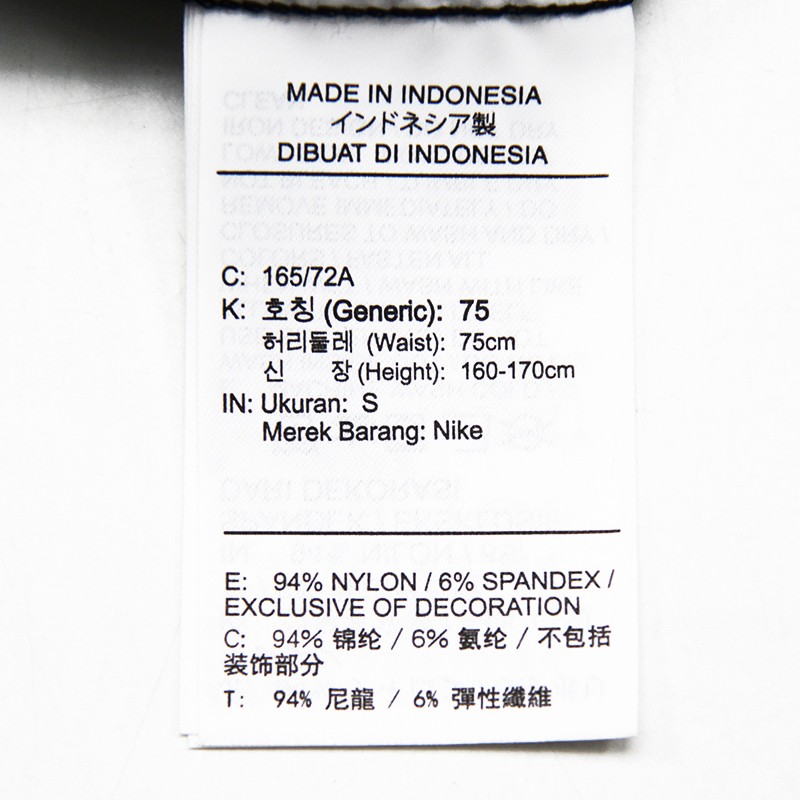 MADE IN INDONESIA
インドネシア製
DIBUAT DI INDONESIA
C: 165/72A
K: 호칭 (Generic): 75
허리둘레 (Waist): 75cm
신 장 (Height): 160-170cm
IN: Ukuran: S
Merek Barang: Nike
E: 94% NYLON / 6% SPANDEX /
EXCLUSIVE OF DECORATION
C: 94% 锦纶 / 6% 氨纶 / 不包括
装饰部分
T: 94% 尼龍 / 6% 彈性纖維